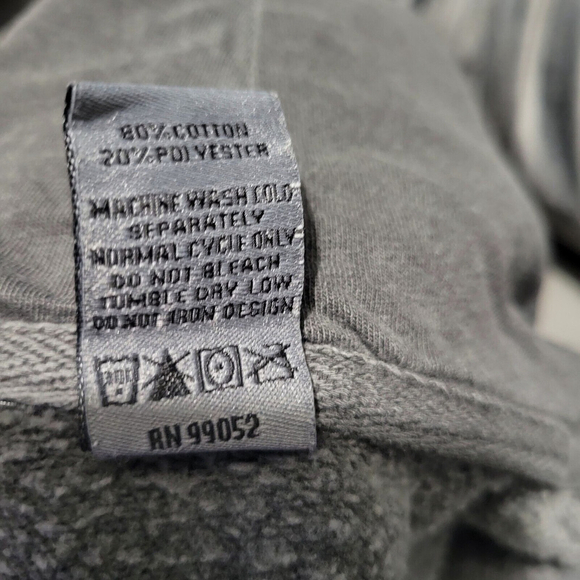 80% COTTON
20% POLYESTER
MACHINE WASH COLD
SEPARATELY
NORMAL CYCLE ONLY
DO NOT BLEACH
TUMBLE DRY LOW
DO NOT IRON DESIGN
RN 99052